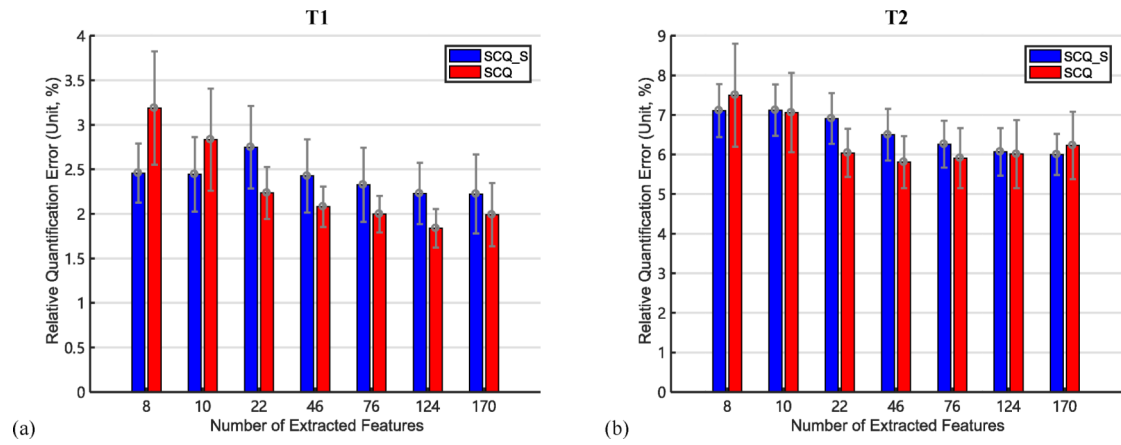 T1
Relative Quantification Error (Unit, %)
4
3.5
3
2.5
2
1.5
1
0.5
0
SCQ_S
SCQ
8 10 22 46 76 124 170
Number of Extracted Features
(a)
T2
Relative Quantification Error (Unit, %)
9
8
7
6
5
4
3
2
1
0
SCQ_S
SCQ
8 10 22 46 76 124 170
Number of Extracted Features
(b)